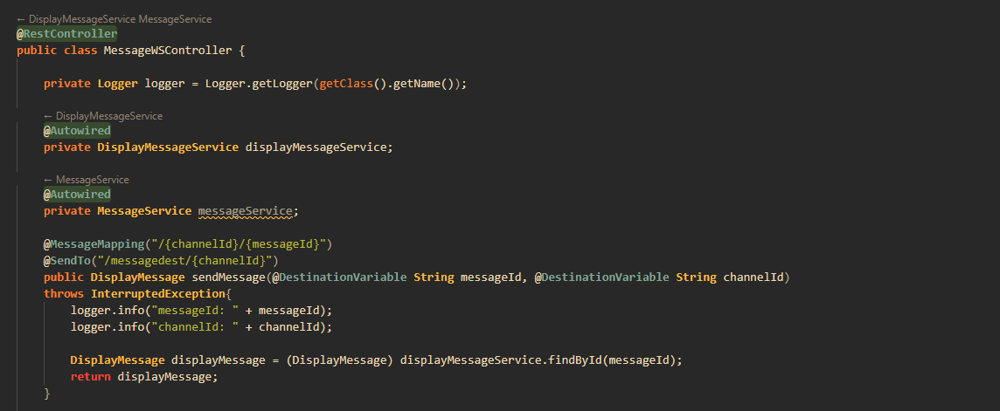 ← DisplayMessageService MessageService
@RestController
public class MessageWSController {
private Logger logger = Logger.getLogger(getClass().getName());
← DisplayMessageService
@Autowired
private DisplayMessageService displayMessageService;
← MessageService
@Autowired
private MessageService messageService;
@MessageMapping("/{channelId}/{messageId}")
@SendTo("/messagedest/{channelId}")
public DisplayMessage sendMessage(@DestinationVariable String messageId, @DestinationVariable String channelId)
throws InterruptedException{
logger.info("messageId: " + messageId);
logger.info("channelId: " + channelId);
DisplayMessage displayMessage = (DisplayMessage) displayMessageService.findById(messageId);
return displayMessage;
}